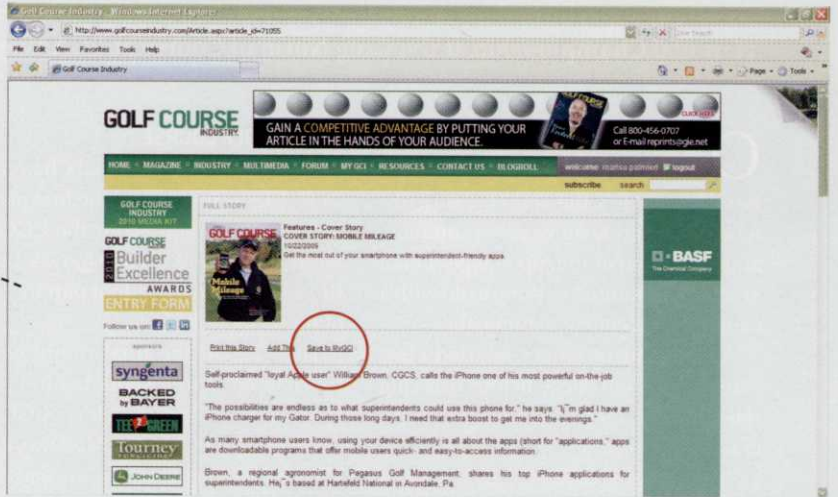 Golf Course Industry - Windows Internet Explorer
http://www.golfcourseindustry.com/Article.aspx?article_id=71055
Live Search
File Edit View Favorites Tools Help
Golf Course Industry
Page Tools
GOLF COURSE
INDUSTRY
GAIN A COMPETITIVE ADVANTAGE BY PUTTING YOUR
ARTICLE IN THE HANDS OF YOUR AUDIENCE.
GOLF COURSE
CLICK HERE
Call 800-456-0707
or E-mail reprints@gie.net
HOME MAGAZINE INDUSTRY MULTIMEDIA FORUM MY GCI RESOURCES CONTACT US BLOGROLL
welcome logout
subscribe search
GOLF COURSE
INDUSTRY
2010 MEDIA KIT
GOLF COURSE
2010
Builder
Excellence
AWARDS
ENTRY FORM
Follow us on:
sponsors
syngenta
BACKED
by BAYER
TEE 2 GREEN
Tourney
JOHN DEERE
FULL STORY
GOLF COURSE
Mobile
Mileage
Features - Cover Story
COVER STORY: MOBILE MILEAGE
10/22/2009
Get the most out of your smartphone with superintendent-friendly apps.
Print this Story Add This Save to MyGCI
Self-proclaimed "loyal Apple user" William Brown, CGCS, calls the iPhone one of his most powerful on-the-job
tools.
"The possibilities are endless as to what superintendents could use this phone for," he says. "I¡¯m glad I have an
iPhone charger for my Gator. During those long days, I need that extra boost to get me into the evenings."
As many smartphone users know, using your device efficiently is all about the apps (short for "applications," apps
are downloadable programs that offer mobile users quick- and easy-to-access information.
Brown, a regional agronomist for Pegasus Golf Management, shares his top iPhone applications for
superintendents. He¡¯s based at Hartefeld National in Avondale, Pa.
BASF
The Chemical Company